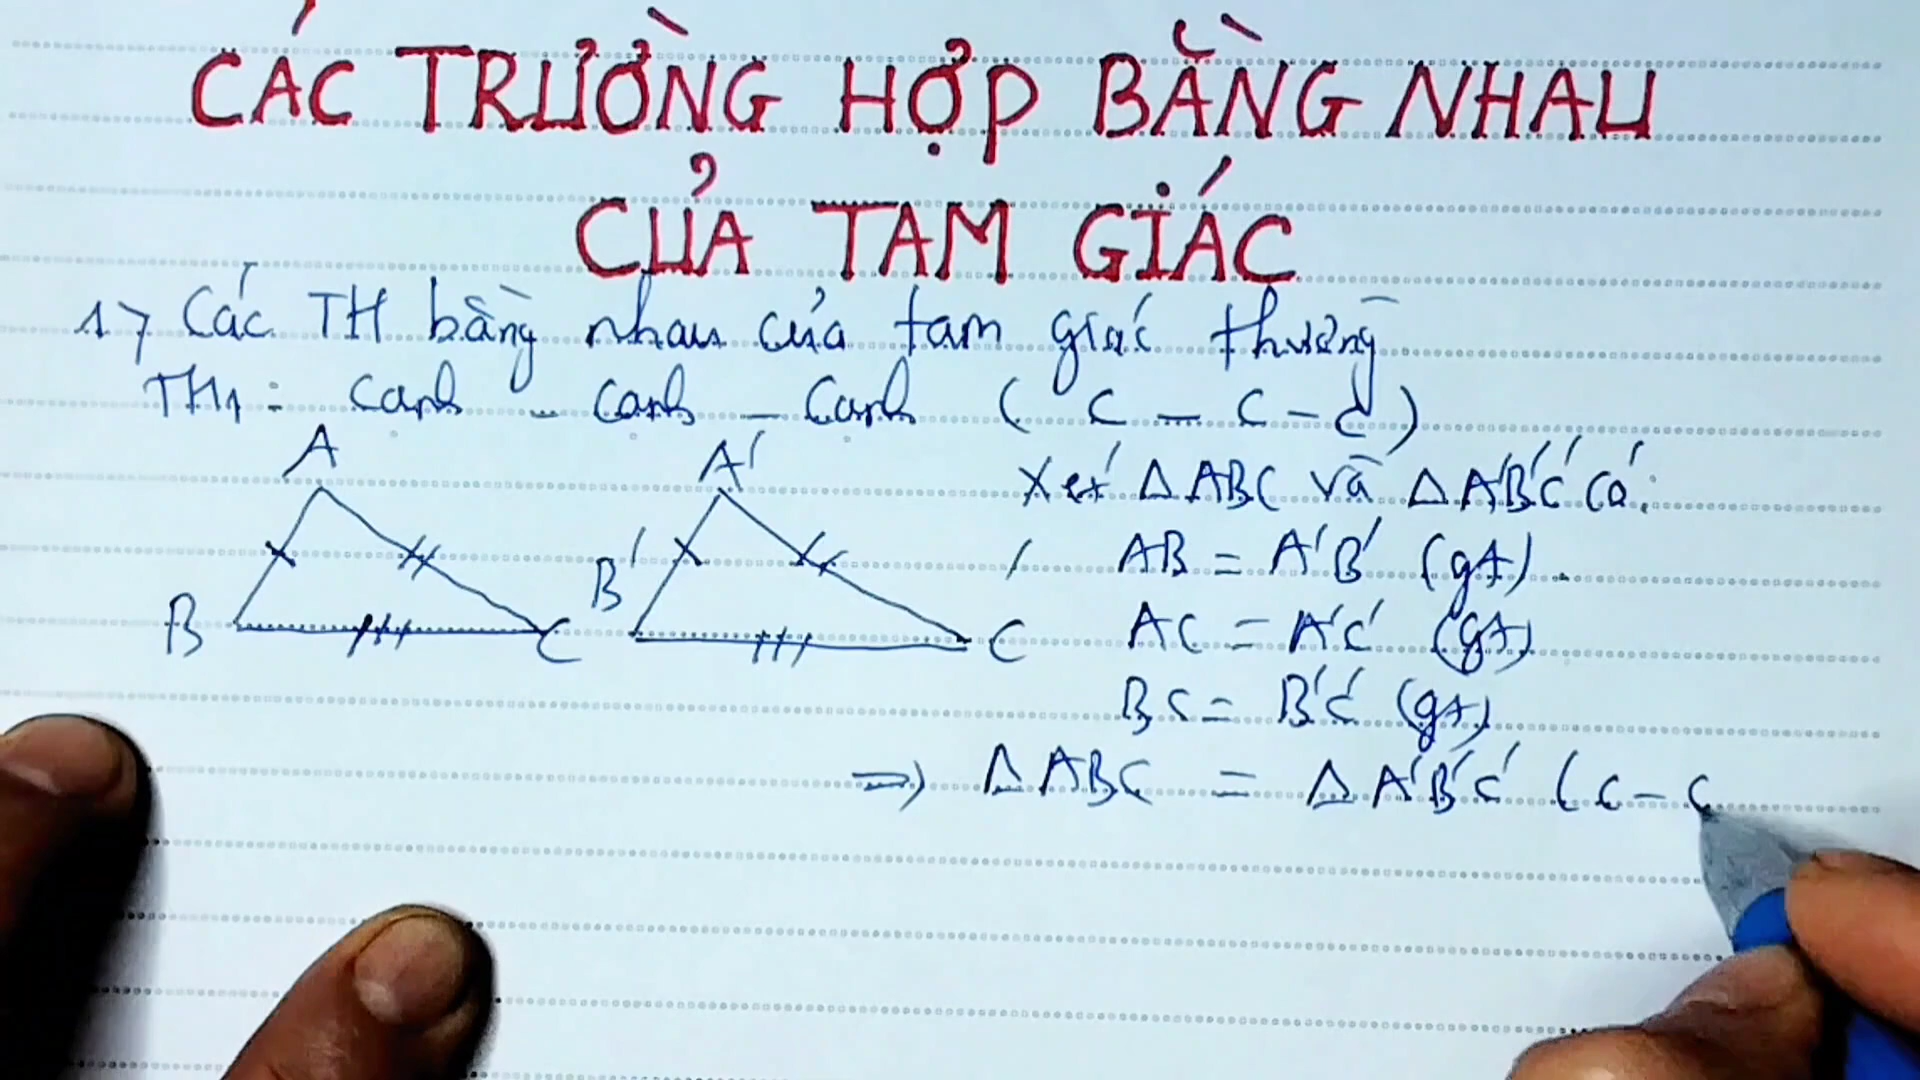 CÁC TRƯỜNG HỢP BẰNG NHAU
CỦA TAM GIÁC
1> Các TH bằng nhau của tam giác thường
TH1: Cạnh - Cạnh - Cạnh (c - c - c)
A
B
C
A'
B'
C'
Xét ΔABC và ΔA'B'C' có:
AB = A'B' (gt).
AC = A'C' (gt)
BC = B'C' (gt)
=> ΔABC = ΔA'B'C' (c - c